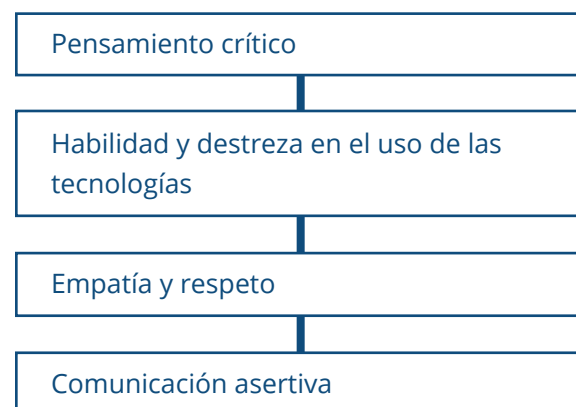 Pensamiento crítico
Habilidad y destreza en el uso de las
tecnologías
Empatía y respeto
Comunicación asertiva